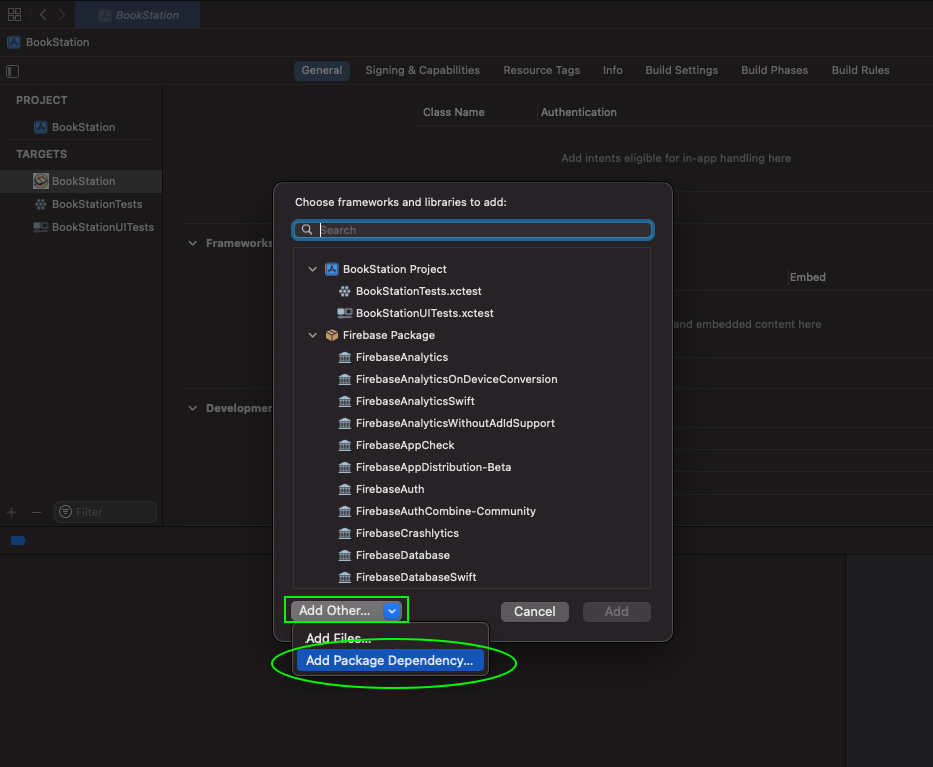 BookStation
BookStation
General Signing & Capabilities Resource Tags Info Build Settings Build Phases Build Rules
PROJECT
BookStation
TARGETS
BookStation
BookStationTests
BookStationUITests
Filter
Class Name Authentication
Add intents eligible for in-app handling here
Frameworks
Embed
and embedded content here
Developmen
Choose frameworks and libraries to add:
Search
BookStation Project
BookStationTests.xctest
BookStationUITests.xctest
Firebase Package
FirebaseAnalytics
FirebaseAnalyticsOnDeviceConversion
FirebaseAnalyticsSwift
FirebaseAnalyticsWithoutAdIdSupport
FirebaseAppCheck
FirebaseAppDistribution-Beta
FirebaseAuth
FirebaseAuthCombine-Community
FirebaseCrashlytics
FirebaseDatabase
FirebaseDatabaseSwift
Add Other... Cancel Add
Add Files...
Add Package Dependency...